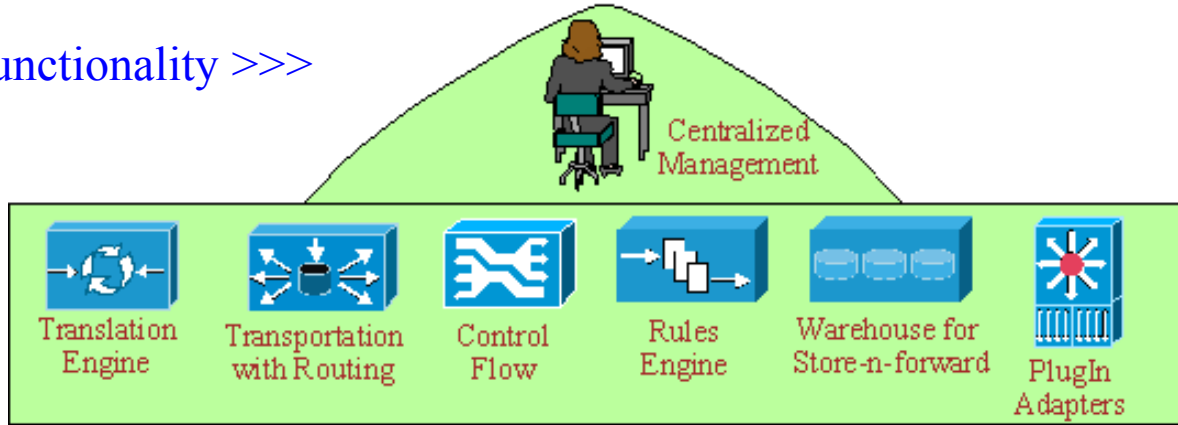 unctionality >>>
Centralized
Management
Translation
Engine
Transportation
with Routing
Control
Flow
Rules
Engine
Warehouse for
Store-n-forward
PlugIn
Adapters